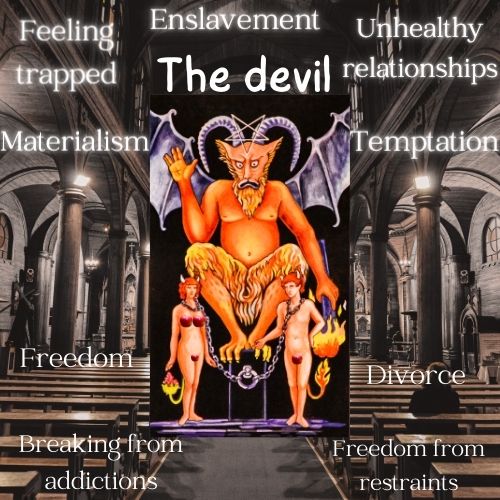 Enslavement
Feeling
trapped
Unhealthy
relationships
The devil
Materialism
Temptation
Freedom
Divorce
Breaking from
addictions
Freedom from
restraints